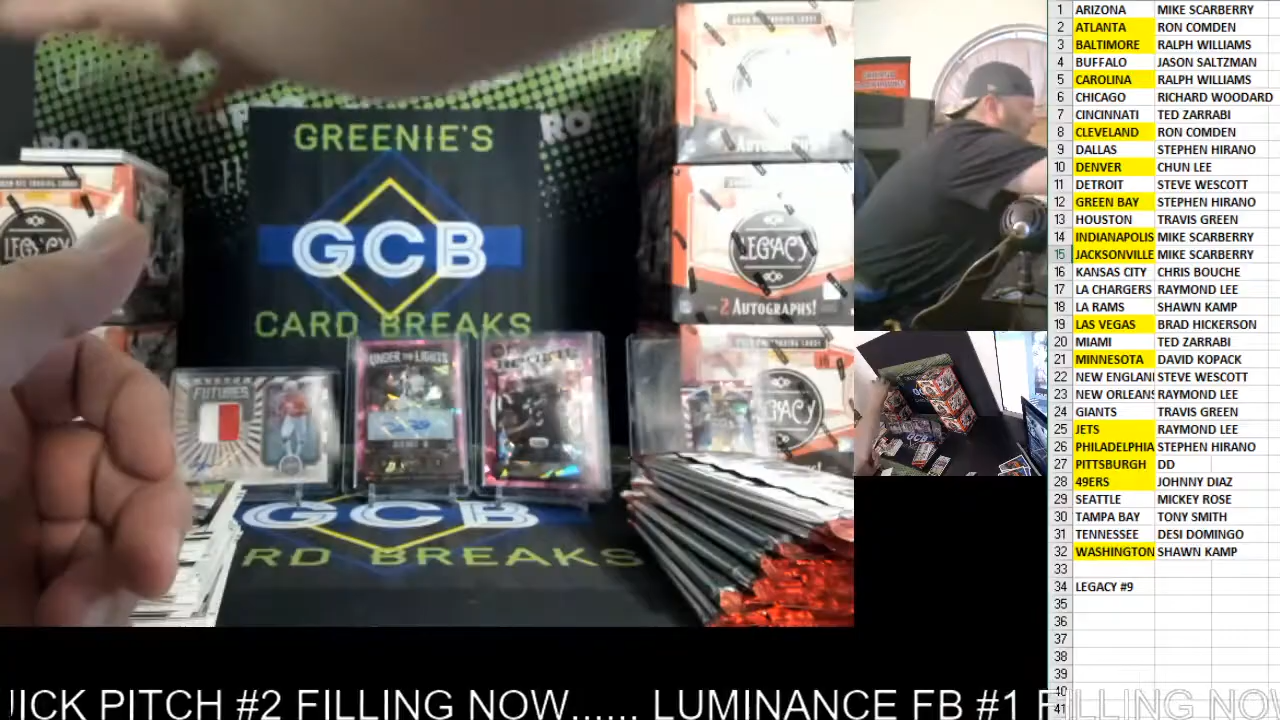 GREENIE'S
GCB
CARD BREAKS
RO
LEGACY
LEGACY
2 AUTOGRAPHS!
AUTOGRAPHS!
UNDER THE LIGHTS
FUTURES
GCB
RD BREAKS
1 ARIZONA MIKE SCARBERRY
2 ATLANTA RON COMDEN
3 BALTIMORE RALPH WILLIAMS
4 BUFFALO JASON SALTZMAN
5 CAROLINA RALPH WILLIAMS
6 CHICAGO RICHARD WOODARD
7 CINCINNATI TED ZARRABI
8 CLEVELAND RON COMDEN
9 DALLAS STEPHEN HIRANO
10 DENVER CHUN LEE
11 DETROIT STEVE WESCOTT
12 GREEN BAY STEPHEN HIRANO
13 HOUSTON TRAVIS GREEN
14 INDIANAPOLIS MIKE SCARBERRY
15 JACKSONVILLE MIKE SCARBERRY
16 KANSAS CITY CHRIS BOUCHE
17 LA CHARGERS RAYMOND LEE
18 LA RAMS SHAWN KAMP
19 LAS VEGAS BRAD HICKERSON
20 MIAMI TED ZARRABI
21 MINNESOTA DAVID KOPACK
22 NEW ENGLANI STEVE WESCOTT
23 NEW ORLEANS RAYMOND LEE
24 GIANTS TRAVIS GREEN
25 JETS RAYMOND LEE
26 PHILADELPHIA STEPHEN HIRANO
27 PITTSBURGH DD
28 49ERS JOHNNY DIAZ
29 SEATTLE MICKEY ROSE
30 TAMPA BAY TONY SMITH
31 TENNESSEE DESI DOMINGO
32 WASHINGTON SHAWN KAMP
33
34 LEGACY #9
35
36
37
38
39
40
41
JICK PITCH #2 FILLING NOW...... LUMINANCE FB #1 FILLING NOW